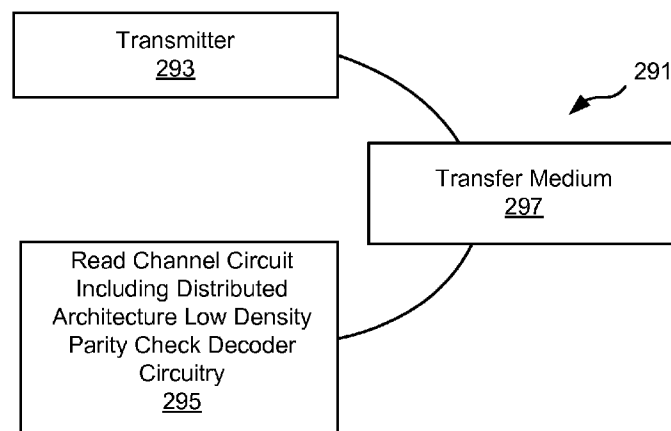 Transmitter
293
291
Transfer Medium
297
Read Channel Circuit
Including Distributed
Architecture Low Density
Parity Check Decoder
Circuitry
295